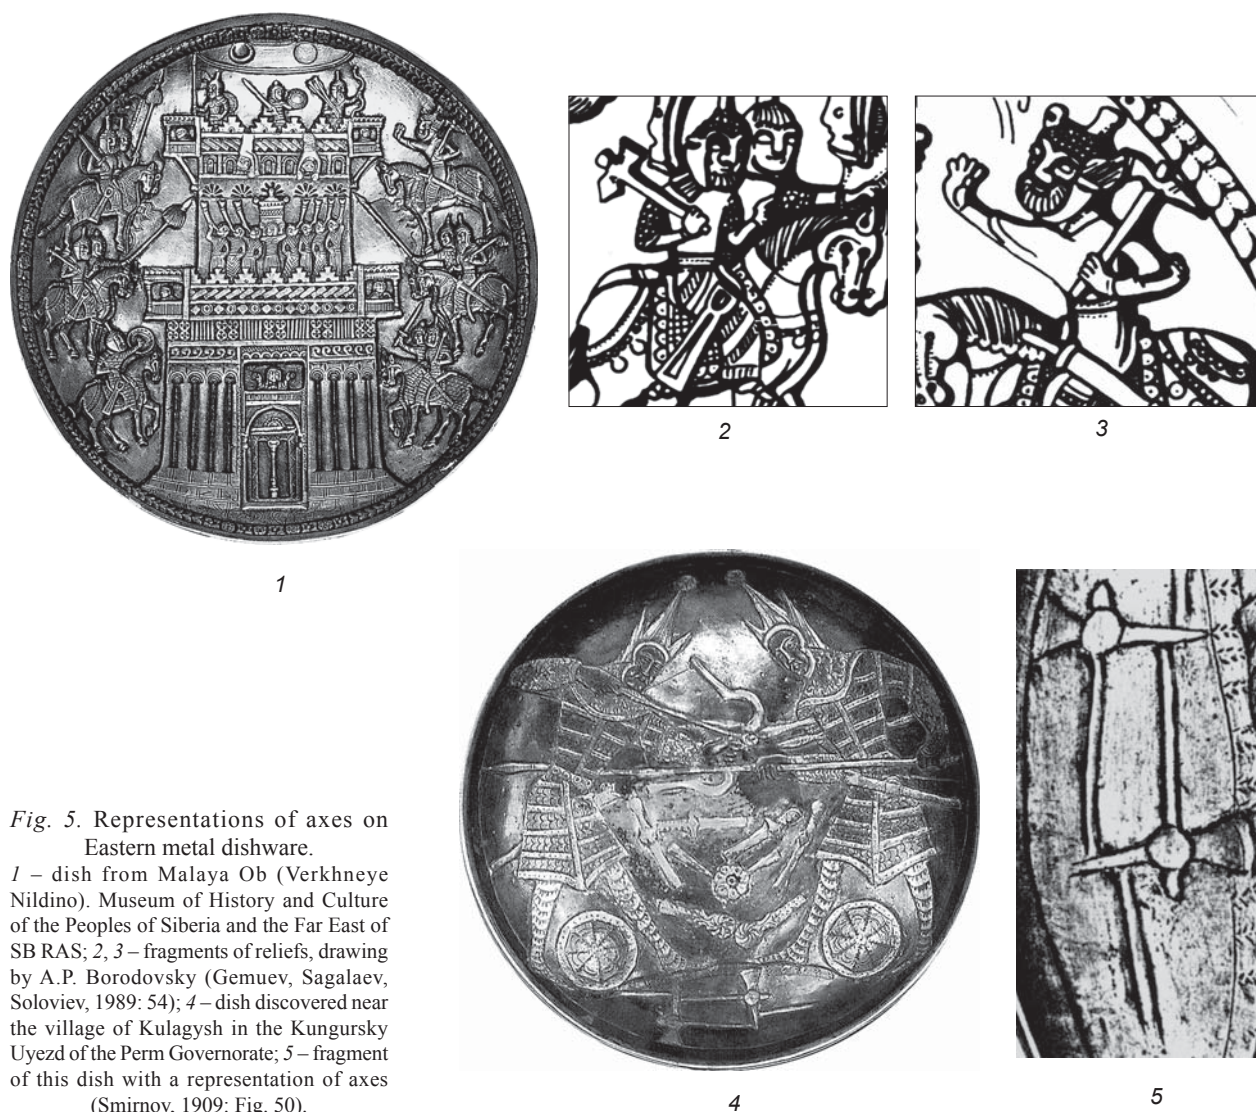 1
2
3
4
5
Fig. 5. Representations of axes on
Eastern metal dishware.
1 – dish from Malaya Ob (Verkhneye
Nildino). Museum of History and Culture
of the Peoples of Siberia and the Far East of
SB RAS; 2, 3 – fragments of reliefs, drawing
by A.P. Borodovsky (Gemuev, Sagalaev,
Soloviev, 1989: 54); 4 – dish discovered near
the village of Kulagysh in the Kungursky
Uyezd of the Perm Governorate; 5 – fragment
of this dish with a representation of axes
(Smirnov, 1909: Fig. 50).